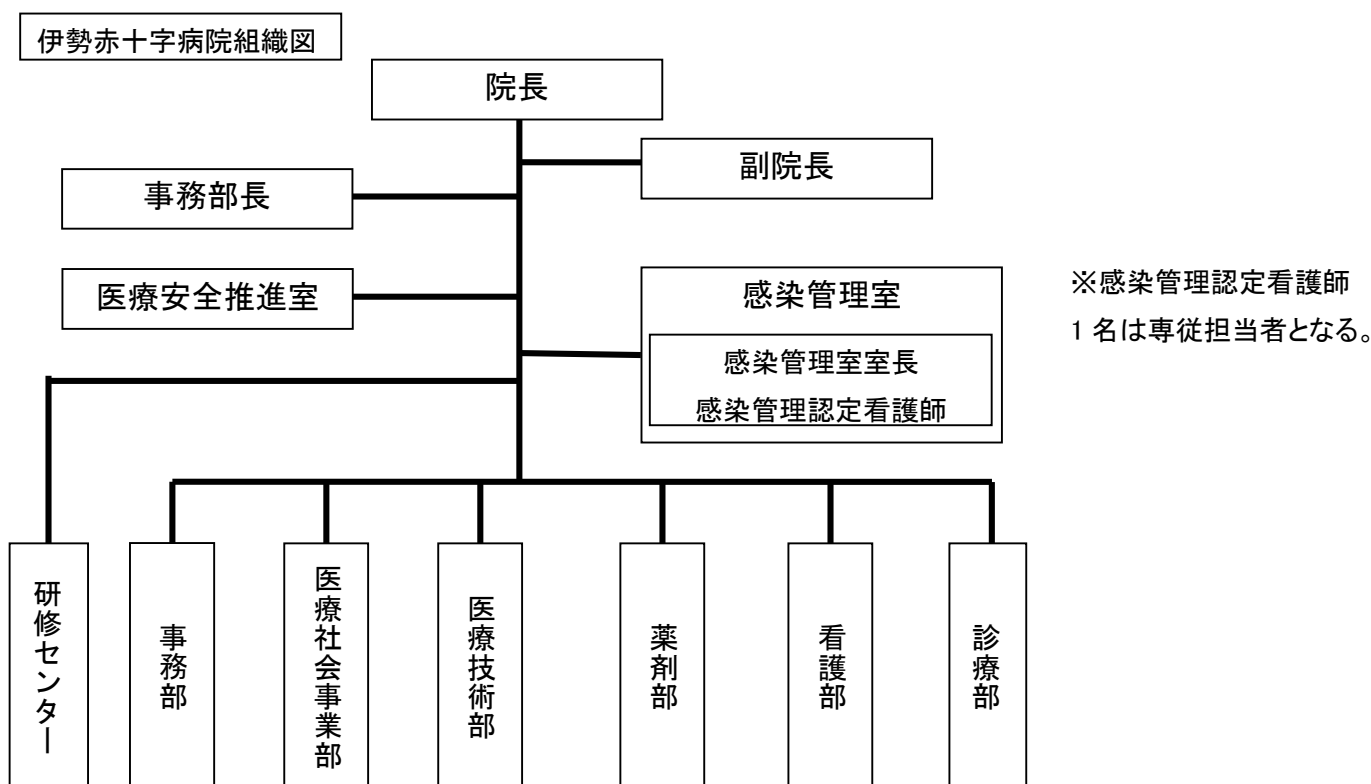 伊勢赤十字病院組織図
院長
副院長
事務部長
医療安全推進室
感染管理室
感染管理室室長
感染管理認定看護師
※感染管理認定看護師
1名は専従担当者となる。
研修センター
事務部
医療社会事業部
医療技術部
薬剤部
看護部
診療部